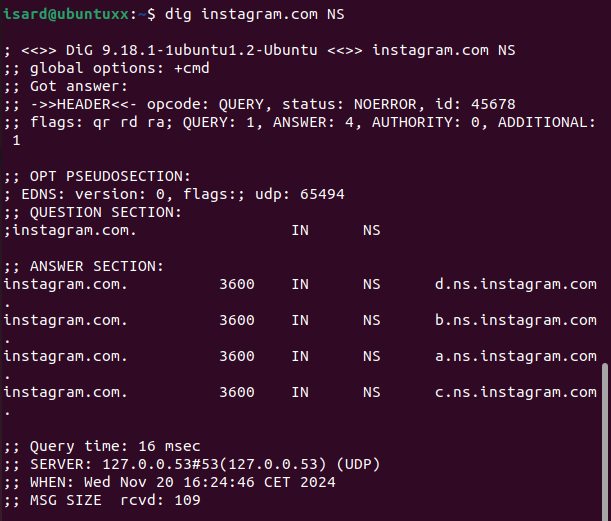 isard@ubuntuxx:~$ dig instagram.com NS

; <<>> DiG 9.18.1-1ubuntu1.2-Ubuntu <<>> instagram.com NS
;; global options: +cmd
;; Got answer:
;; ->>HEADER<<- opcode: QUERY, status: NOERROR, id: 45678
;; flags: qr rd ra; QUERY: 1, ANSWER: 4, AUTHORITY: 0, ADDITIONAL:
 1

;; OPT PSEUDOSECTION:
; EDNS: version: 0, flags:; udp: 65494
;; QUESTION SECTION:
;instagram.com.			IN	NS

;; ANSWER SECTION:
instagram.com.		3600	IN	NS	d.ns.instagram.com
.
instagram.com.		3600	IN	NS	b.ns.instagram.com
.
instagram.com.		3600	IN	NS	a.ns.instagram.com
.
instagram.com.		3600	IN	NS	c.ns.instagram.com
.

;; Query time: 16 msec
;; SERVER: 127.0.0.53#53(127.0.0.53) (UDP)
;; WHEN: Wed Nov 20 16:24:46 CET 2024
;; MSG SIZE  rcvd: 109